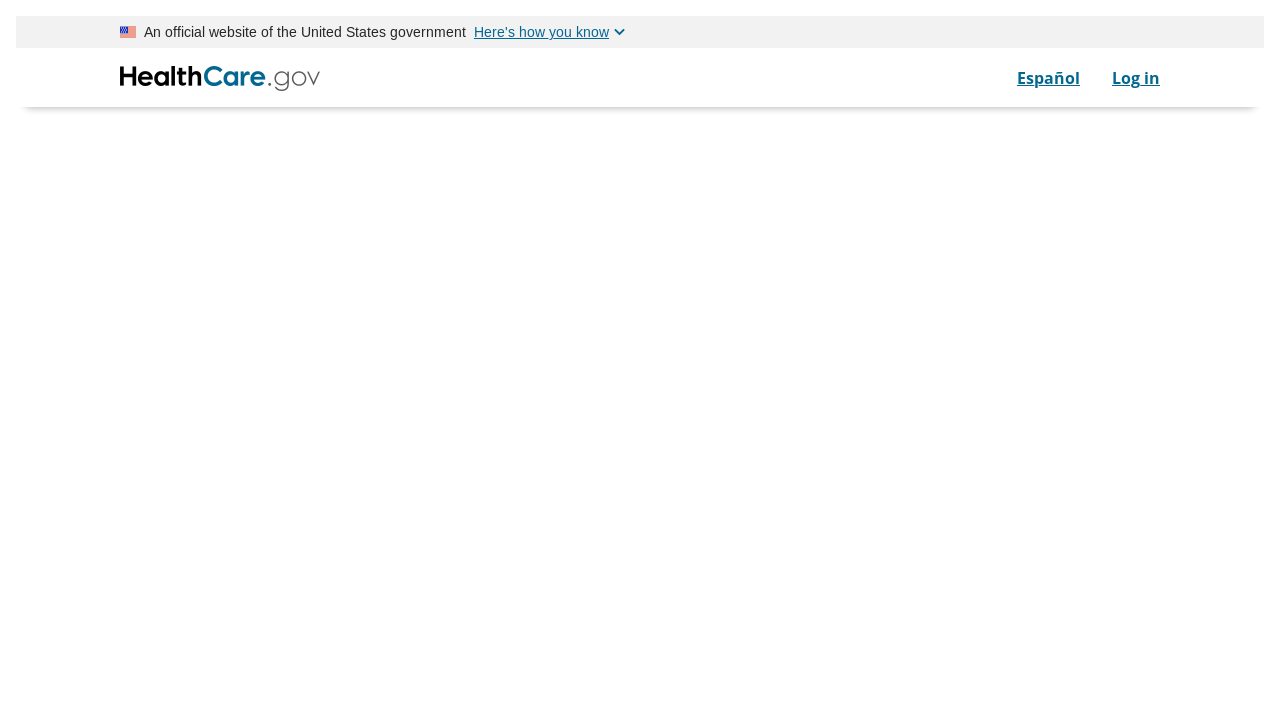 An official website of the United States government Here's how you know
HealthCare.gov
Español Log in